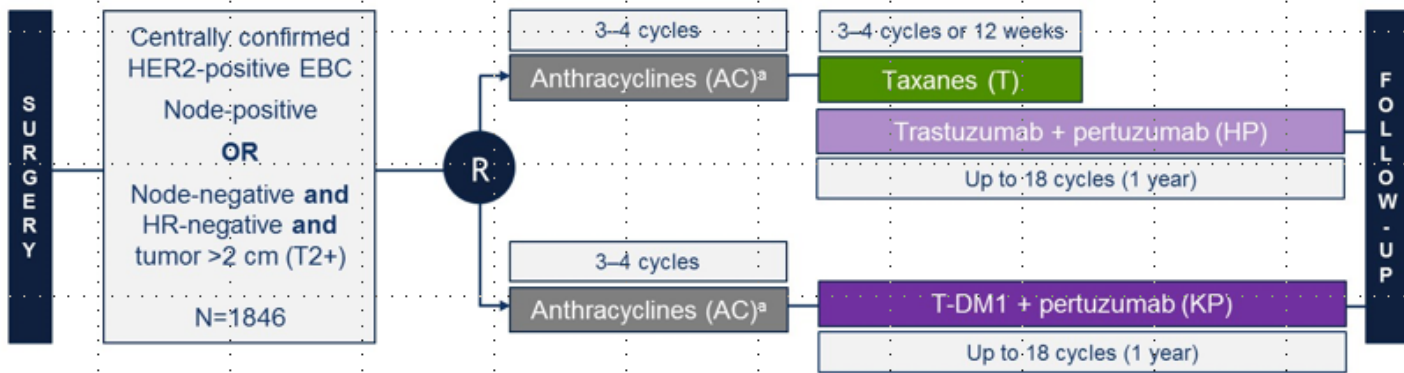 SURGERY
Centrally confirmed
HER2-positive EBC
Node-positive
OR
Node-negative and
HR-negative and
tumor >2 cm (T2+)
N=1846
R
3–4 cycles
Anthracyclines (AC)ᵃ
3–4 cycles or 12 weeks
Taxanes (T)
Trastuzumab + pertuzumab (HP)
Up to 18 cycles (1 year)
3–4 cycles
Anthracyclines (AC)ᵃ
T-DM1 + pertuzumab (KP)
Up to 18 cycles (1 year)
FOLLOW-UP